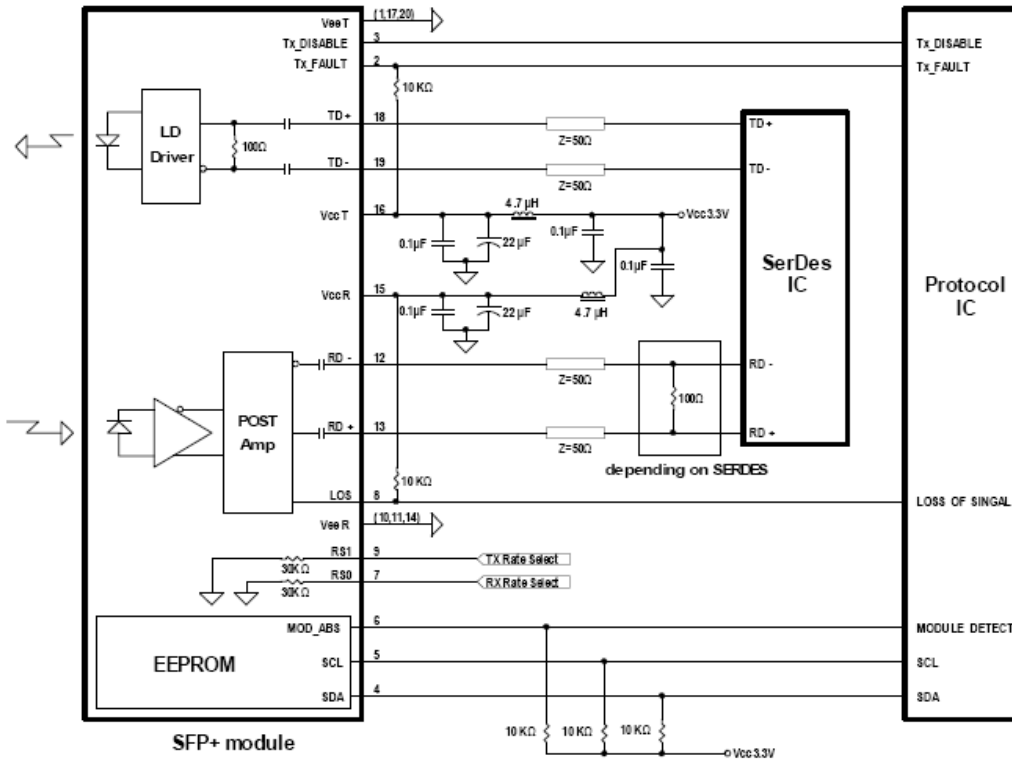 VeeT (1,17,20)
Tx_DISABLE 3 Tx_DISABLE
Tx_FAULT 2 Tx_FAULT
10 KΩ
LD Driver
100Ω
TD+ 18 Z=50Ω TD+
TD- 19 Z=50Ω TD-
VccT 16 4.7 µH Vcc3.3V
0.1µF 22 µF 0.1µF
0.1µF
SerDes IC
Protocol IC
VccR 15
0.1µF 22 µF 4.7 µH
RD - 12 Z=50Ω RD -
POST Amp
100Ω
RD + 13 Z=50Ω RD+
depending on SERDES
10 KΩ
LOS 8 LOSS OF SINGAL
VeeR (10,11,14)
RS1 9 TX Rate Select
30KΩ
RS0 7 RX Rate Select
30KΩ
MOD_ABS 6 MODULE DETECT
EEPROM
SCL 5 SCL
SDA 4 SDA
10 KΩ 10 KΩ 10 KΩ
Vcc3.3V
SFP+ module